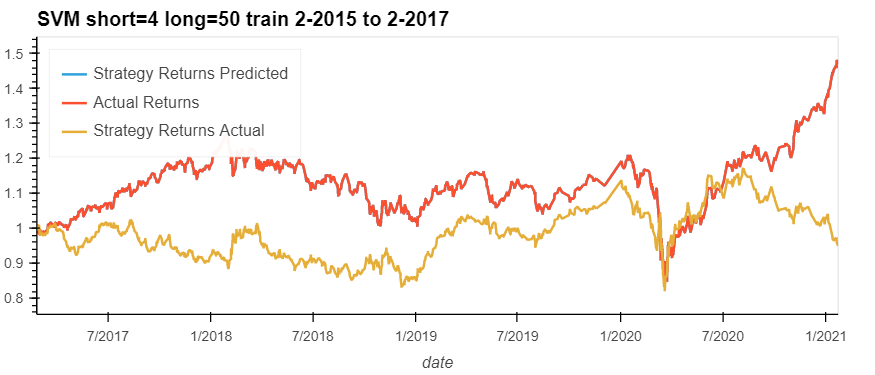 SVM short=4 long=50 train 2-2015 to 2-2017
1.5
1.4
1.3
1.2
1.1
1
0.9
0.8
Strategy Returns Predicted
Actual Returns
Strategy Returns Actual
7/2017 1/2018 7/2018 1/2019 7/2019 1/2020 7/2020 1/2021
date